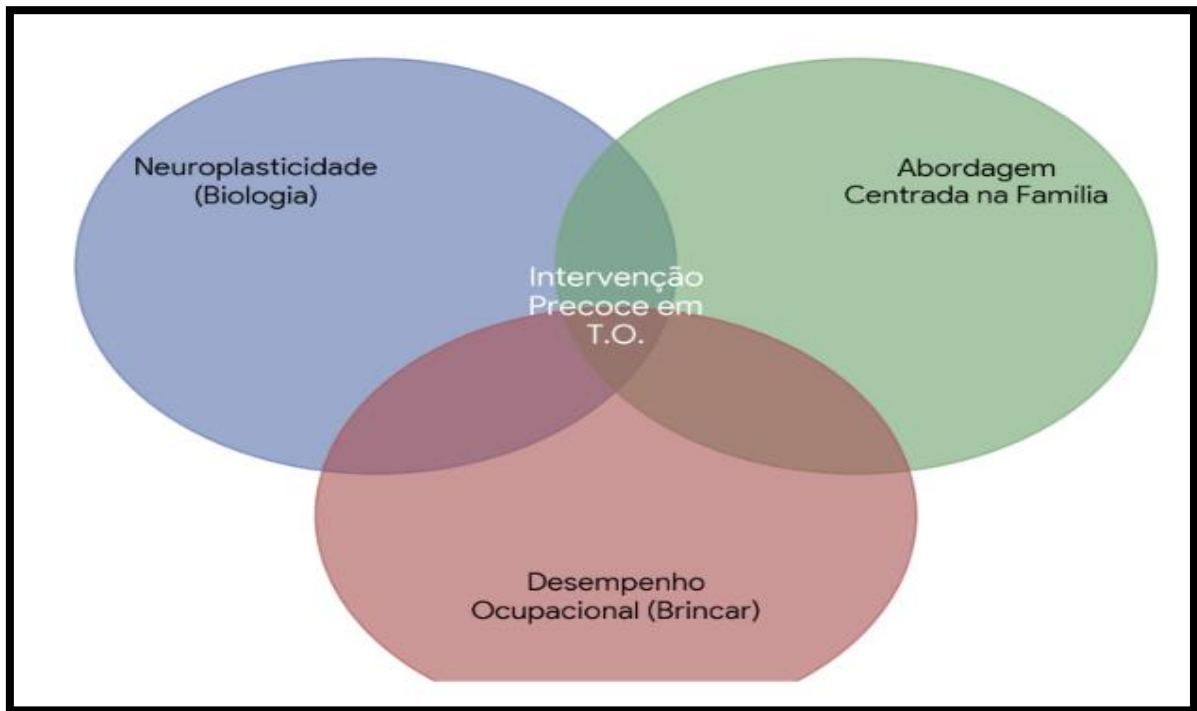 Neuroplasticidade
(Biologia)
Abordagem
Centrada na Família
Intervenção
Precoce em
T.O.
Desempenho
Ocupacional (Brincar)